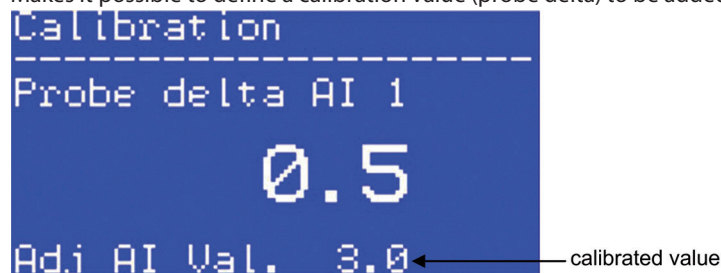 Makes it possible to define a calibration value (probe delta) to be added
Calibration
Probe delta AI 1
0.5
Adj AI Val. 3.0
calibrated value